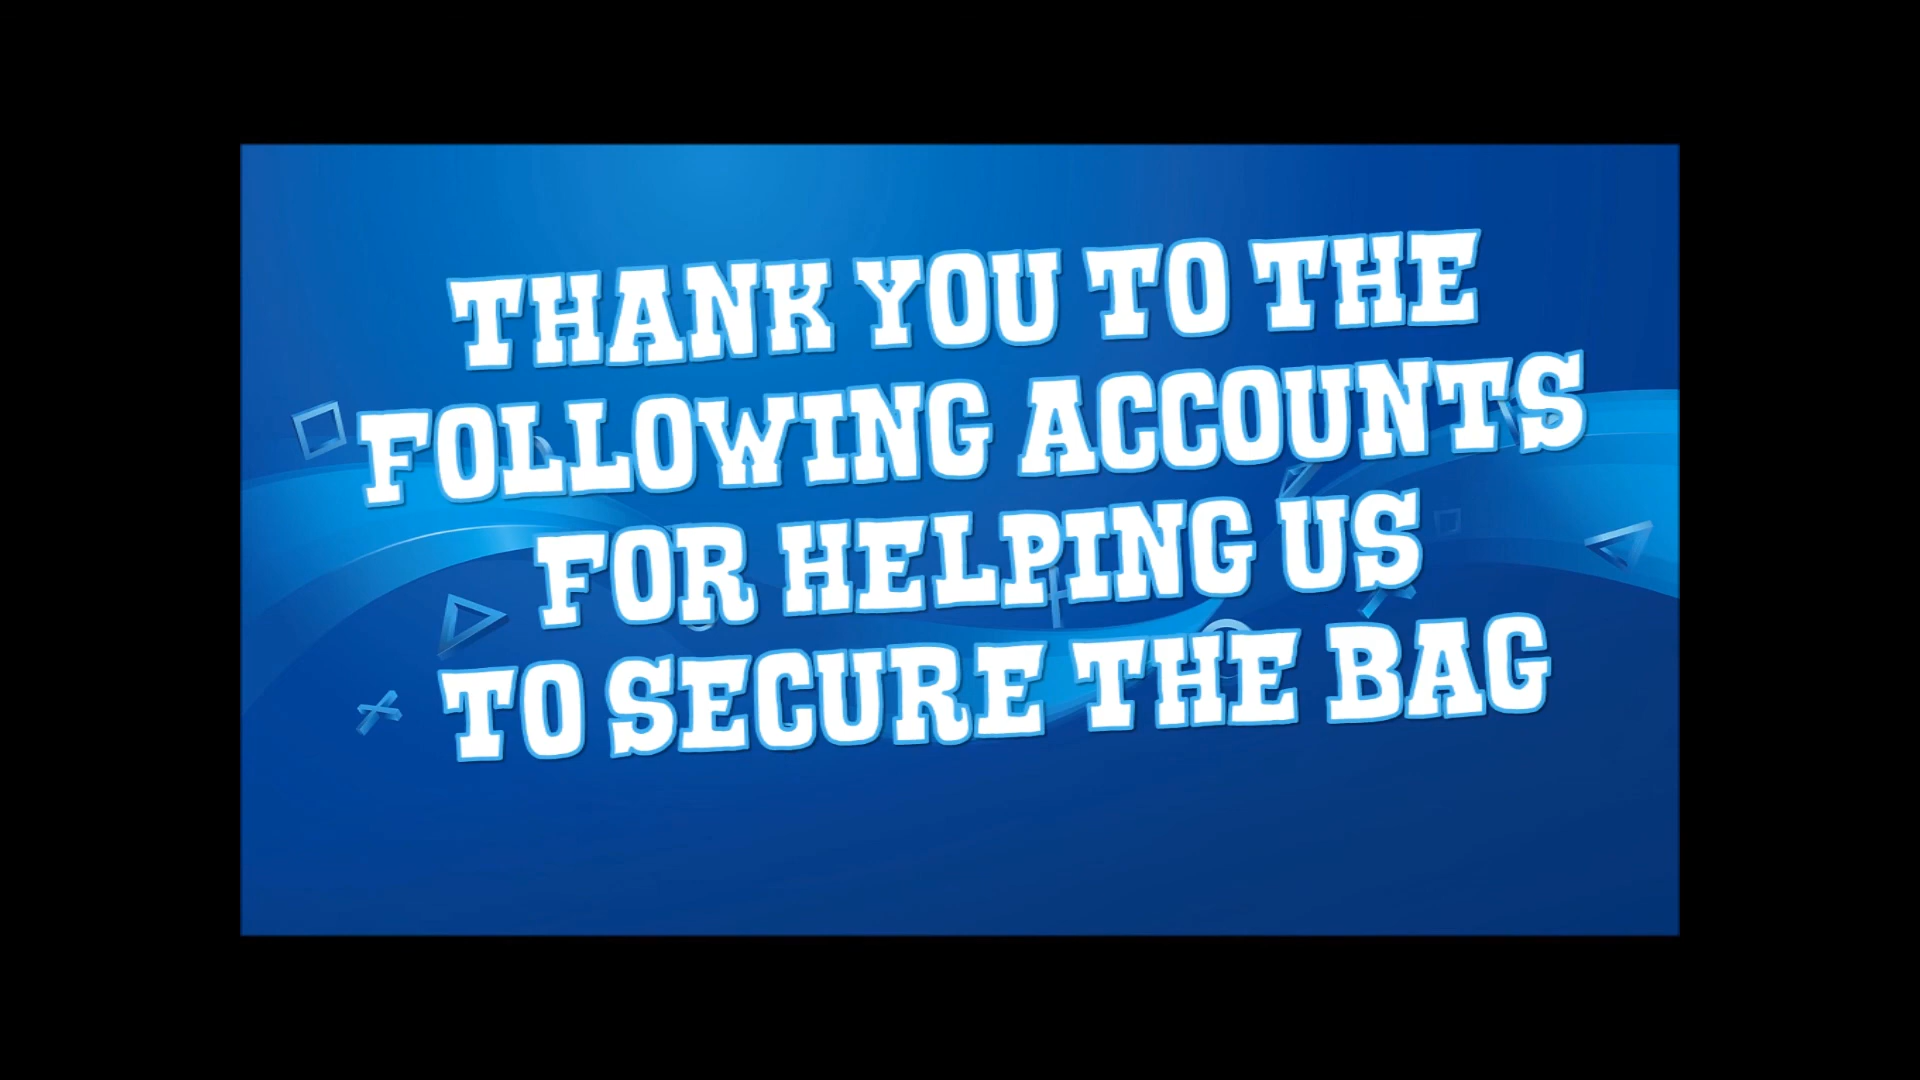 THANK YOU TO THE
FOLLOWING ACCOUNTS
FOR HELPING US
TO SECURE THE BAG